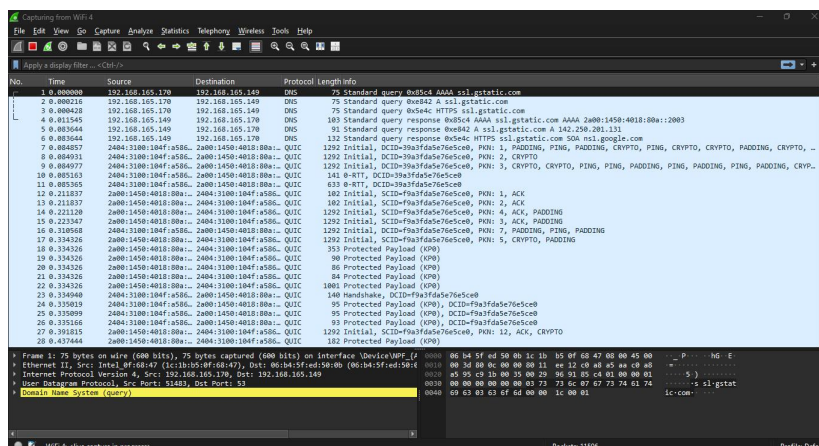 Capturing from WiFi 4
File Edit View Go Capture Analyze Statistics Telephony Wireless Tools Help
Apply a display filter ... <Ctrl-/>
No. Time Source Destination Protocol Length Info
1 0.000000 192.168.165.170 192.168.165.149 DNS 75 Standard query 0x85c4 AAAA ssl.gstatic.com
2 0.000216 192.168.165.170 192.168.165.149 DNS 75 Standard query 0xe842 A ssl.gstatic.com
3 0.000428 192.168.165.170 192.168.165.149 DNS 75 Standard query 0x5e4c HTTPS ssl.gstatic.com
4 0.011545 192.168.165.149 192.168.165.170 DNS 103 Standard query response 0x85c4 AAAA ssl.gstatic.com AAAA 2a00:1450:4018:80a::2003
5 0.083644 192.168.165.149 192.168.165.170 DNS 91 Standard query response 0xe842 A ssl.gstatic.com A 142.250.201.131
6 0.083644 192.168.165.149 192.168.165.170 DNS 132 Standard query response 0x5e4c HTTPS ssl.gstatic.com SOA ns1.google.com
7 0.084857 2404:3100:104f:a586… 2a00:1450:4018:80a:… QUIC 1292 Initial, DCID=39a3fda5e76e5ce0, PKN: 1, PADDING, PING, PADDING, CRYPTO, PING, CRYPTO, CRYPTO, CRYPTO, PADDING, CRYPTO, …
8 0.084931 2404:3100:104f:a586… 2a00:1450:4018:80a:… QUIC 1292 Initial, DCID=39a3fda5e76e5ce0, PKN: 2, CRYPTO
9 0.084977 2404:3100:104f:a586… 2a00:1450:4018:80a:… QUIC 1292 Initial, DCID=39a3fda5e76e5ce0, PKN: 3, CRYPTO, CRYPTO, PING, PING, PADDING, PING, PADDING, PING, PADDING, PING, CRYP…
10 0.085163 2404:3100:104f:a586… 2a00:1450:4018:80a:… QUIC 141 0-RTT, DCID=39a3fda5e76e5ce0
11 0.085365 2404:3100:104f:a586… 2a00:1450:4018:80a:… QUIC 633 0-RTT, DCID=39a3fda5e76e5ce0
12 0.211837 2a00:1450:4018:80a:… 2404:3100:104f:a586… QUIC 102 Initial, SCID=f9a3fda5e76e5ce0, PKN: 1, ACK
13 0.211837 2a00:1450:4018:80a:… 2404:3100:104f:a586… QUIC 102 Initial, SCID=f9a3fda5e76e5ce0, PKN: 2, ACK
14 0.221120 2a00:1450:4018:80a:… 2404:3100:104f:a586… QUIC 1292 Initial, SCID=f9a3fda5e76e5ce0, PKN: 4, ACK, PADDING
15 0.223347 2a00:1450:4018:80a:… 2404:3100:104f:a586… QUIC 1292 Initial, SCID=f9a3fda5e76e5ce0, PKN: 3, ACK, PADDING
16 0.310568 2404:3100:104f:a586… 2a00:1450:4018:80a:… QUIC 1292 Initial, DCID=f9a3fda5e76e5ce0, PKN: 7, PADDING, PING, PADDING
17 0.334326 2a00:1450:4018:80a:… 2404:3100:104f:a586… QUIC 1292 Initial, SCID=f9a3fda5e76e5ce0, PKN: 5, CRYPTO, PADDING
18 0.334326 2a00:1450:4018:80a:… 2404:3100:104f:a586… QUIC 353 Protected Payload (KP0)
19 0.334326 2a00:1450:4018:80a:… 2404:3100:104f:a586… QUIC 90 Protected Payload (KP0)
20 0.334326 2a00:1450:4018:80a:… 2404:3100:104f:a586… QUIC 86 Protected Payload (KP0)
21 0.334326 2a00:1450:4018:80a:… 2404:3100:104f:a586… QUIC 84 Protected Payload (KP0)
22 0.334326 2a00:1450:4018:80a:… 2404:3100:104f:a586… QUIC 1001 Protected Payload (KP0)
23 0.334940 2404:3100:104f:a586… 2a00:1450:4018:80a:… QUIC 140 Handshake, DCID=f9a3fda5e76e5ce0
24 0.335019 2404:3100:104f:a586… 2a00:1450:4018:80a:… QUIC 95 Protected Payload (KP0), DCID=f9a3fda5e76e5ce0
25 0.335099 2404:3100:104f:a586… 2a00:1450:4018:80a:… QUIC 95 Protected Payload (KP0), DCID=f9a3fda5e76e5ce0
26 0.335166 2404:3100:104f:a586… 2a00:1450:4018:80a:… QUIC 93 Protected Payload (KP0), DCID=f9a3fda5e76e5ce0
27 0.391815 2a00:1450:4018:80a:… 2404:3100:104f:a586… QUIC 1292 Initial, SCID=f9a3fda5e76e5ce0, PKN: 12, ACK, CRYPTO
28 0.437444 2a00:1450:4018:80a:… 2404:3100:104f:a586… QUIC 182 Protected Payload (KP0)
Frame 1: 75 bytes on wire (600 bits), 75 bytes captured (600 bits) on interface \Device\NPF_{A
Ethernet II, Src: Intel_0f:68:47 (1c:1b:b5:0f:68:47), Dst: 06:b4:5f:ed:50:0b (06:b4:5f:ed:50:0
Internet Protocol Version 4, Src: 192.168.165.170, Dst: 192.168.165.149
User Datagram Protocol, Src Port: 51483, Dst Port: 53
Domain Name System (query)
0000 06 b4 5f ed 50 0b 1c 1b b5 0f 68 47 08 00 45 00
0010 00 3d 80 0c 00 00 80 11 ee 12 c0 a8 a5 aa c0 a8
0020 a5 95 c9 1b 00 35 00 29 96 91 85 c4 01 00 00 01
0030 00 00 00 00 00 00 03 73 73 6c 07 67 73 74 61 74
0040 69 63 03 63 6f 6d 00 00 1c 00 01
·s sl·gstat
ic·com··